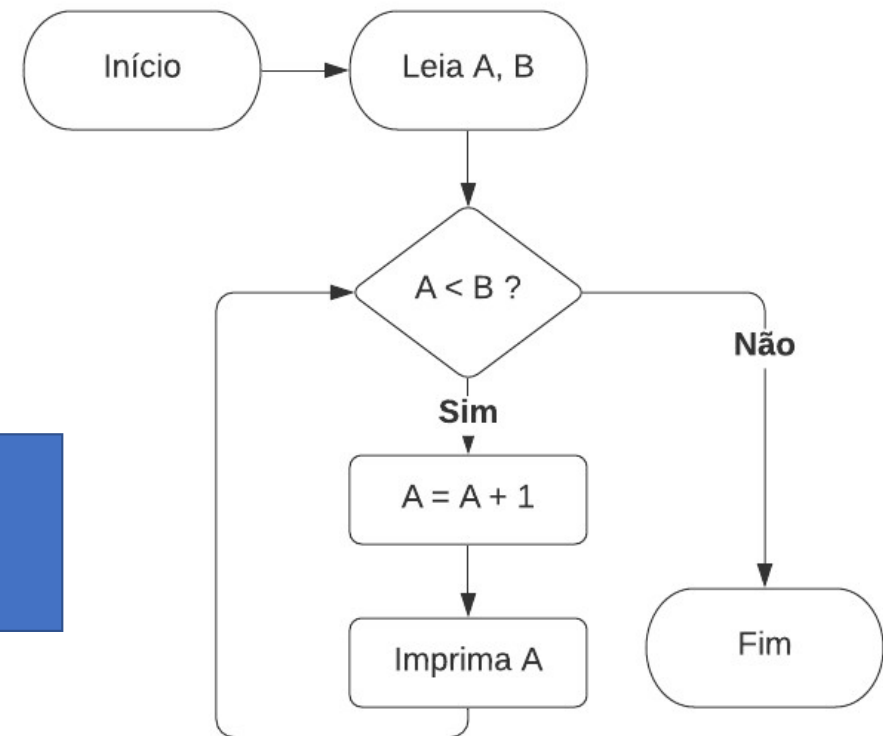 Início
Leia A, B
A < B ?
Não
Sim
A = A + 1
Imprima A
Fim